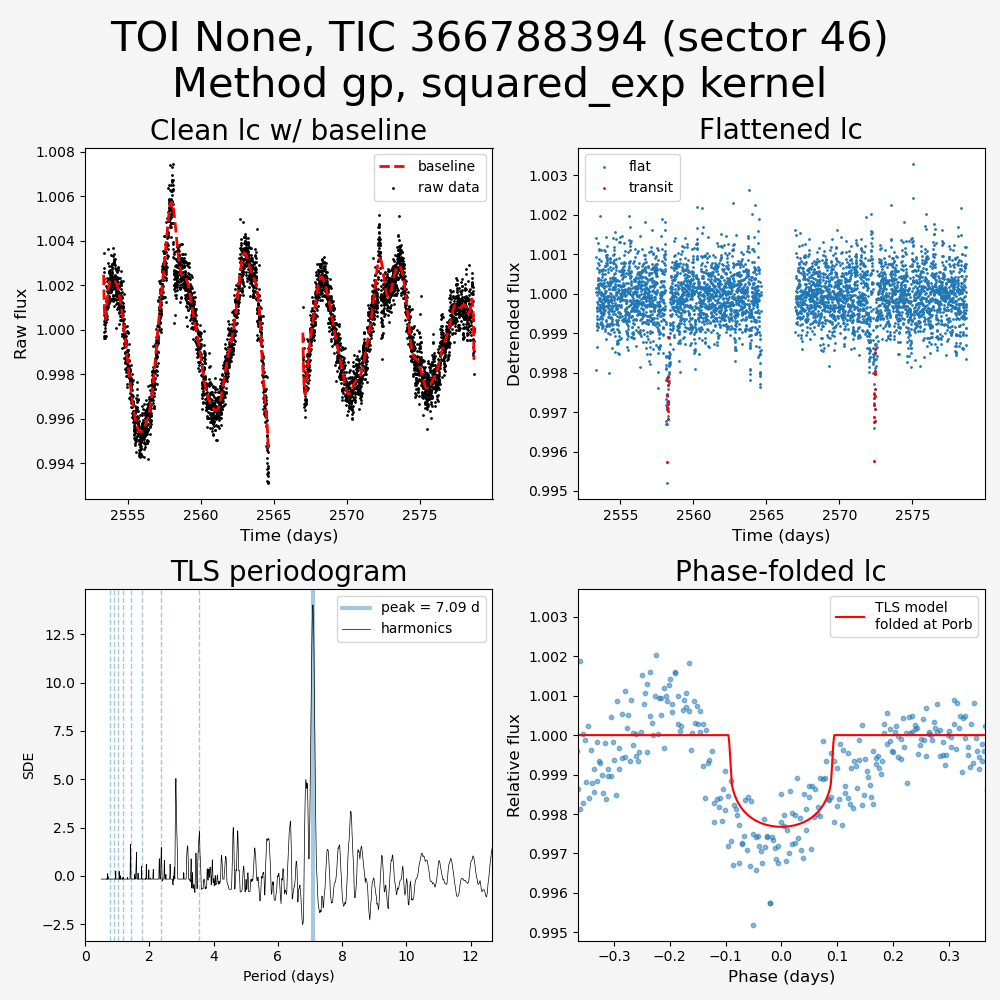 TOI None, TIC 366788394 (sector 46)
Method gp, squared_exp kernel
Clean lc w/ baseline
Raw flux
1.008
1.006
1.004
1.002
1.000
0.998
0.996
0.994
baseline
raw data
2555
2560
2565
2570
2575
Time (days)
Flattened lc
Detrended flux
1.003
1.002
1.001
1.000
0.999
0.998
0.997
0.996
0.995
flat
transit
2555
2560
2565
2570
2575
Time (days)
TLS periodogram
SDE
12.5
10.0
7.5
5.0
2.5
0.0
−2.5
peak = 7.09 d
harmonics
0
2
4
6
8
10
12
Period (days)
Phase-folded lc
Relative flux
1.003
1.002
1.001
1.000
0.999
0.998
0.997
0.996
0.995
TLS model
folded at Porb
−0.3
−0.2
−0.1
0.0
0.1
0.2
0.3
Phase (days)